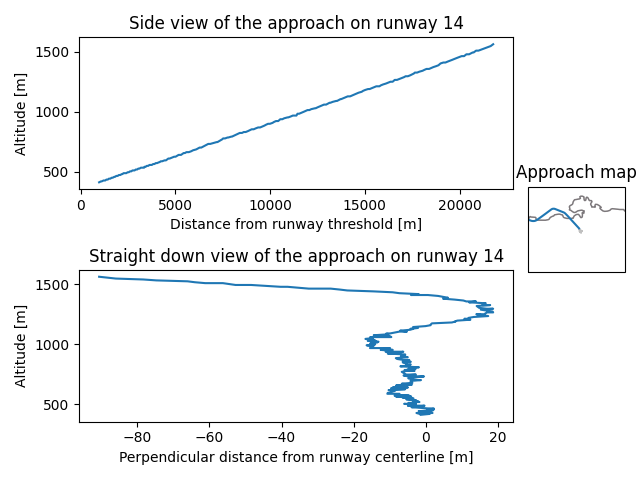 Side view of the approach on runway 14
Altitude [m]
1500
1000
500
0
5000
10000
15000
20000
Distance from runway threshold [m]
Approach map
Straight down view of the approach on runway 14
Altitude [m]
1500
1000
500
−80
−60
−40
−20
0
20
Perpendicular distance from runway centerline [m]